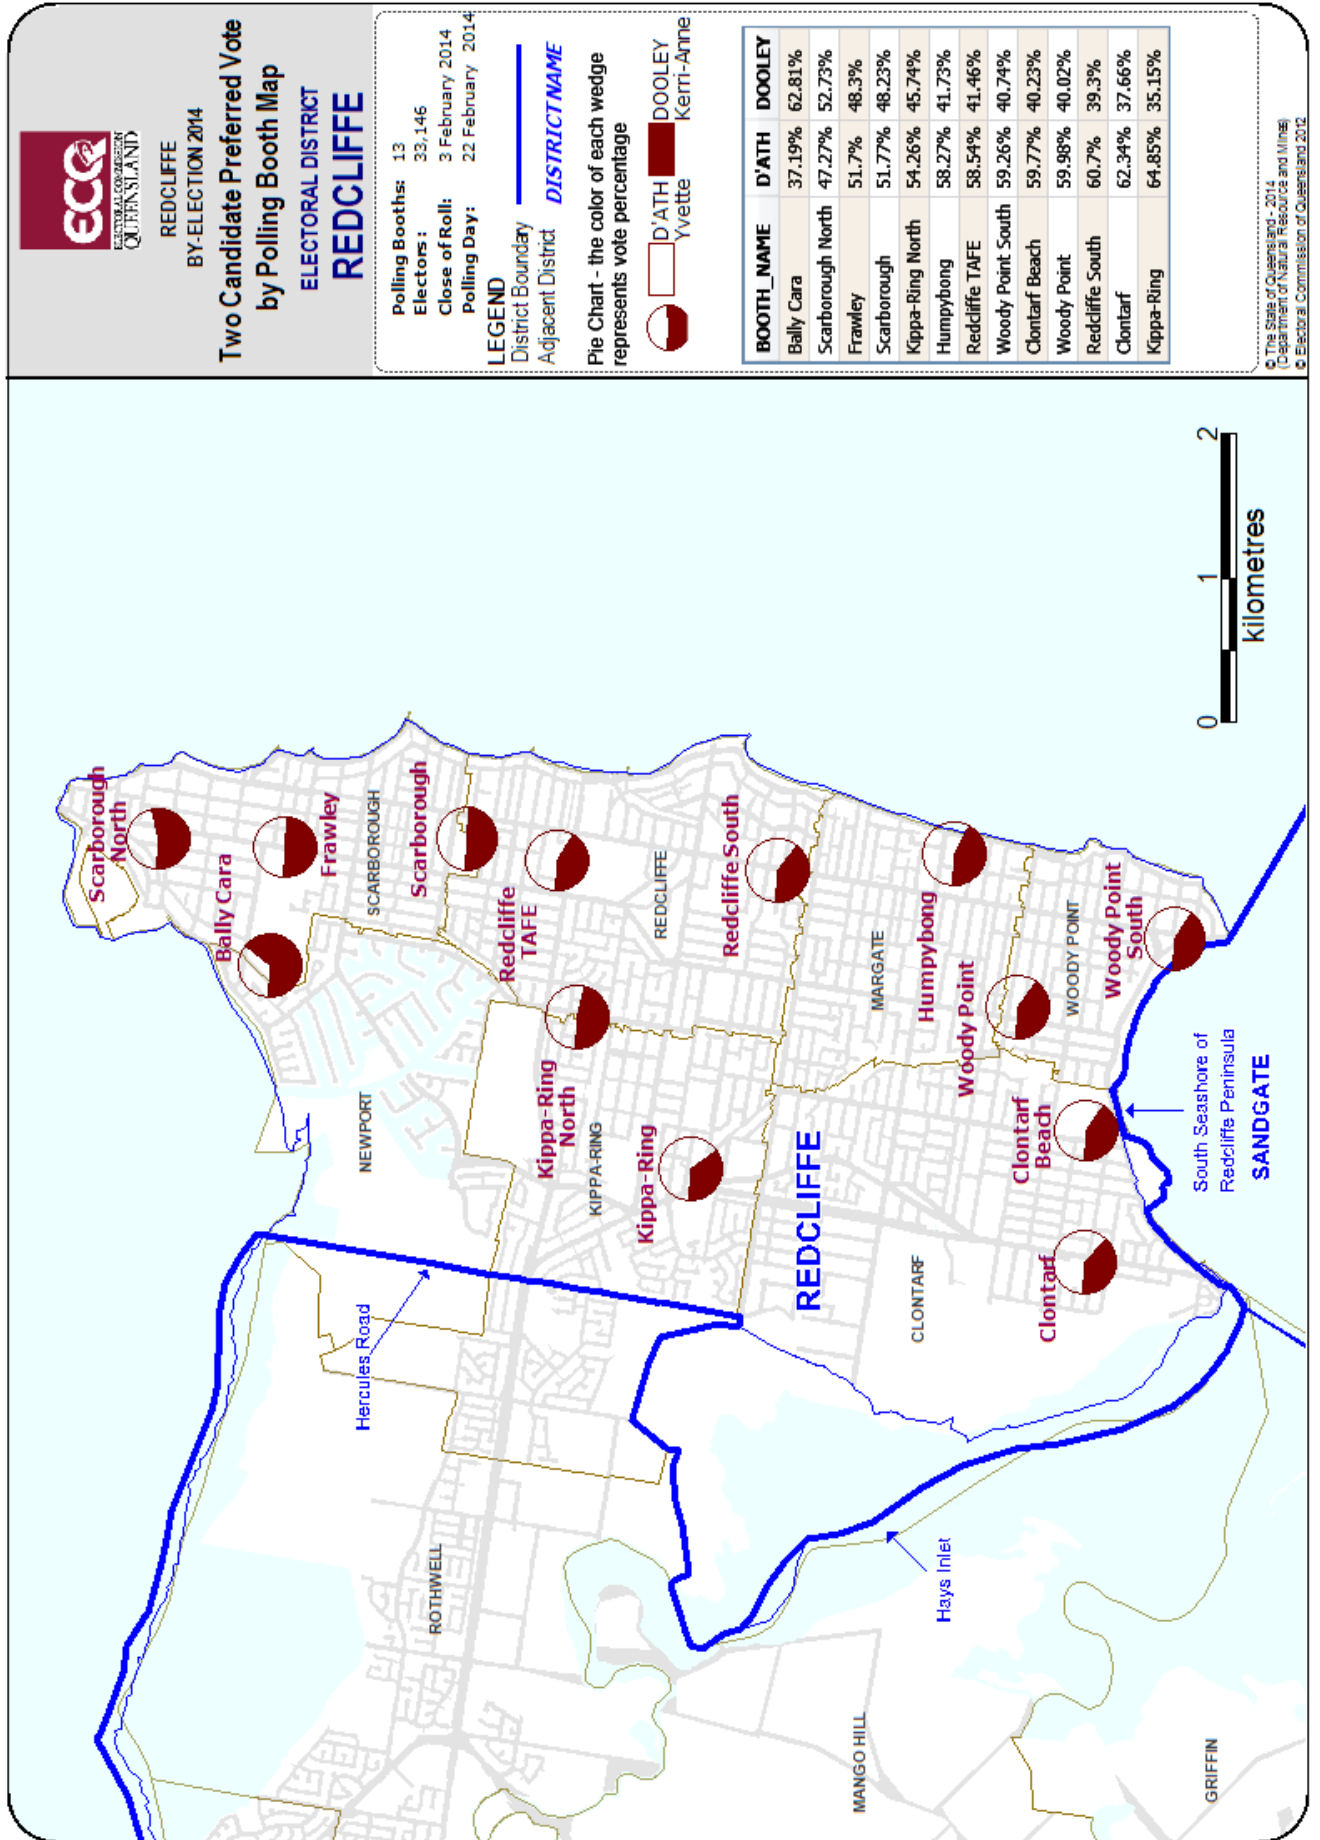 ECQ
ELECTORAL COMMISSION
QUEENSLAND
REDCLIFFE
BY-ELECTION 2014
Two Candidate Preferred Vote
by Polling Booth Map
ELECTORAL DISTRICT
REDCLIFFE
Polling Booths: 13
Electors: 33,146
Close of Roll: 3 February 2014
Polling Day: 22 February 2014
LEGEND
District Boundary
Adjacent District DISTRICT NAME
Pie Chart - the color of each wedge
represents vote percentage
D'ATH DOOLEY
Yvette Kerri-Anne
BOOTH_NAME D'ATH DOOLEY
Bally Cara 37.19% 62.81%
Scarborough North 47.27% 52.73%
Frawley 51.7% 48.3%
Scarborough 51.77% 48.23%
Kippa-Ring North 54.26% 45.74%
Humpybong 58.27% 41.73%
Redcliffe TAFE 58.54% 41.46%
Woody Point South 59.26% 40.74%
Clontarf Beach 59.77% 40.23%
Woody Point 59.98% 40.02%
Redcliffe South 60.7% 39.3%
Clontarf 62.34% 37.66%
Kippa-Ring 64.85% 35.15%
© The State of Queensland - 2014
(Department of Natural Resource and Mines)
© Electoral Commission of Queensland 2012
Scarborough
North
Bally Cara
Frawley
SCARBOROUGH
Scarborough
Redcliffe
TAFE
REDCLIFFE
Redcliffe South
NEWPORT
Kippa-Ring
North
KIPPA-RING
Kippa-Ring
Hercules Road
ROTHWELL
REDCLIFFE
MARGATE
Humpybong
Woody Point
WOODY POINT
Woody Point
South
Clontarf
Beach
CLONTARF
Clontarf
Hays Inlet
MANGO HILL
GRIFFIN
South Seashore of
Redcliffe Peninsula
SANDGATE
0 1 2
kilometres